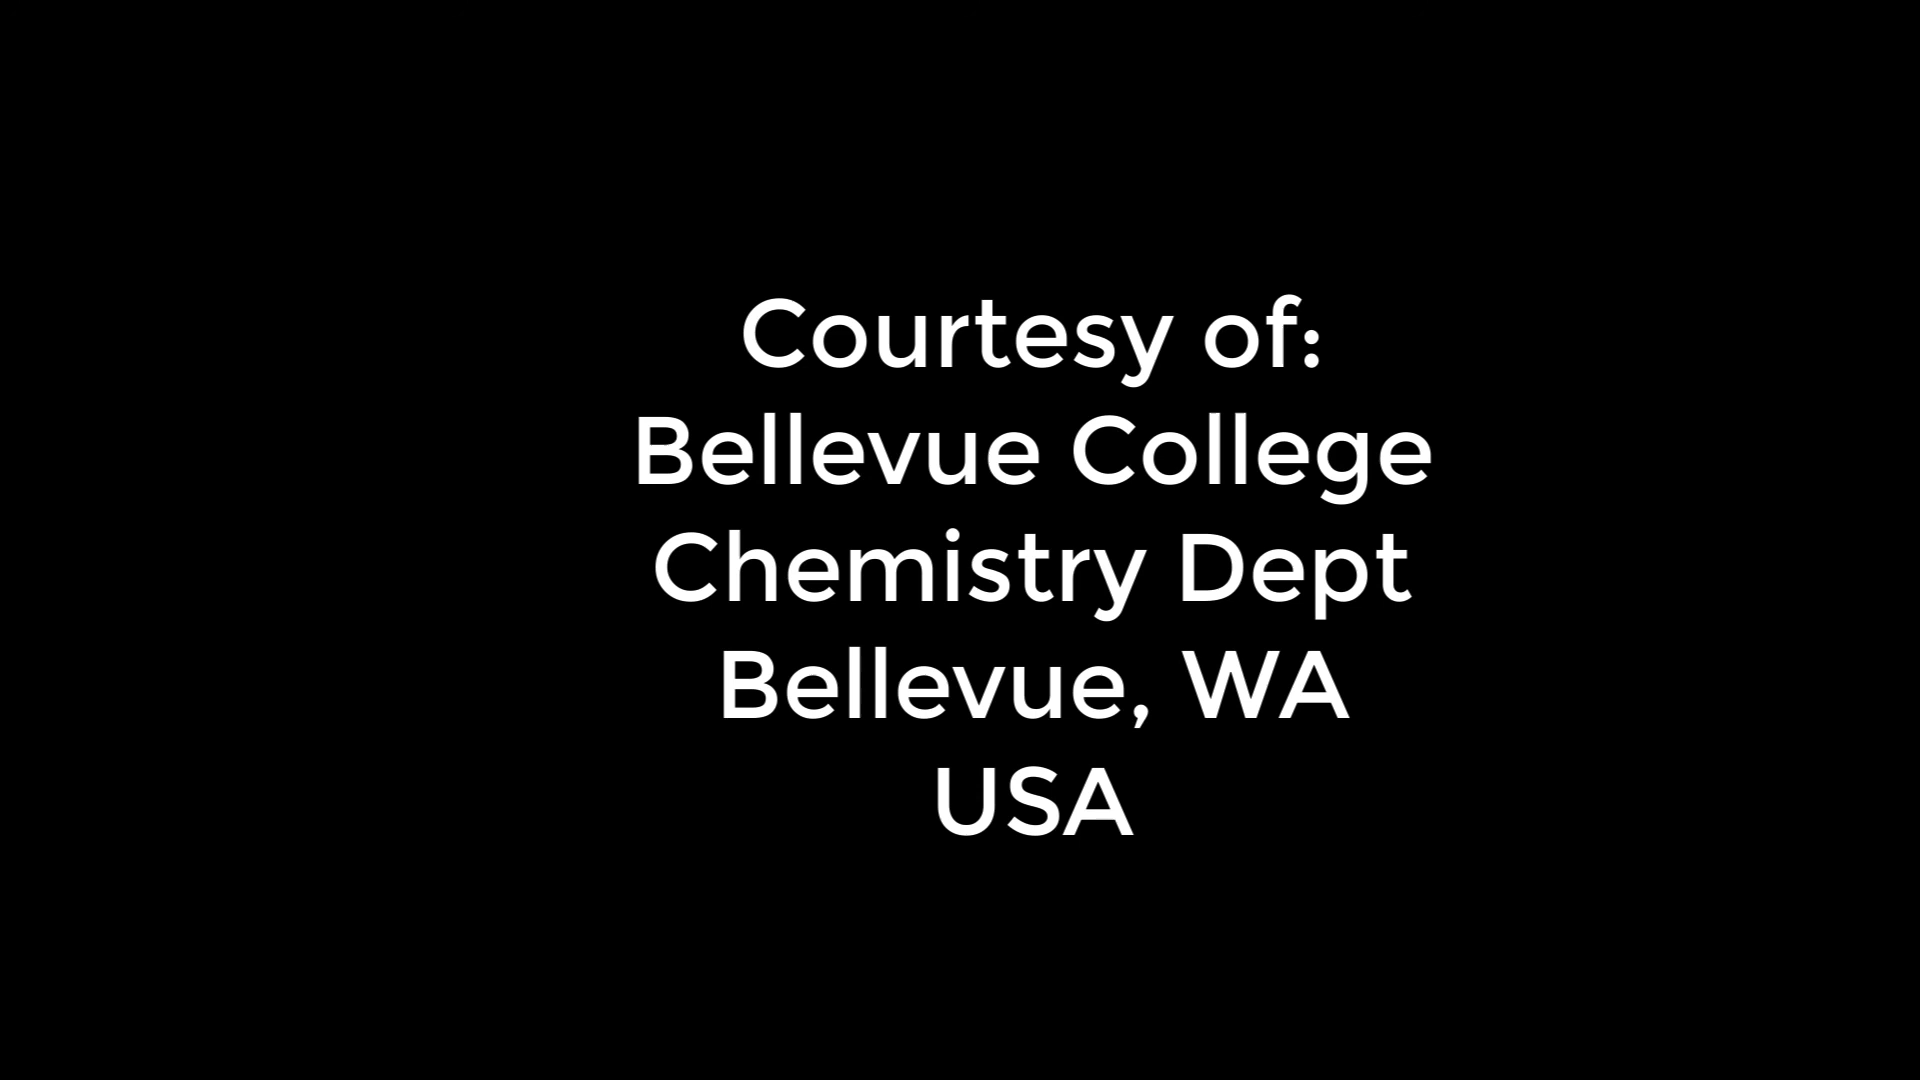 Courtesy of:
Bellevue College
Chemistry Dept
Bellevue, WA
USA